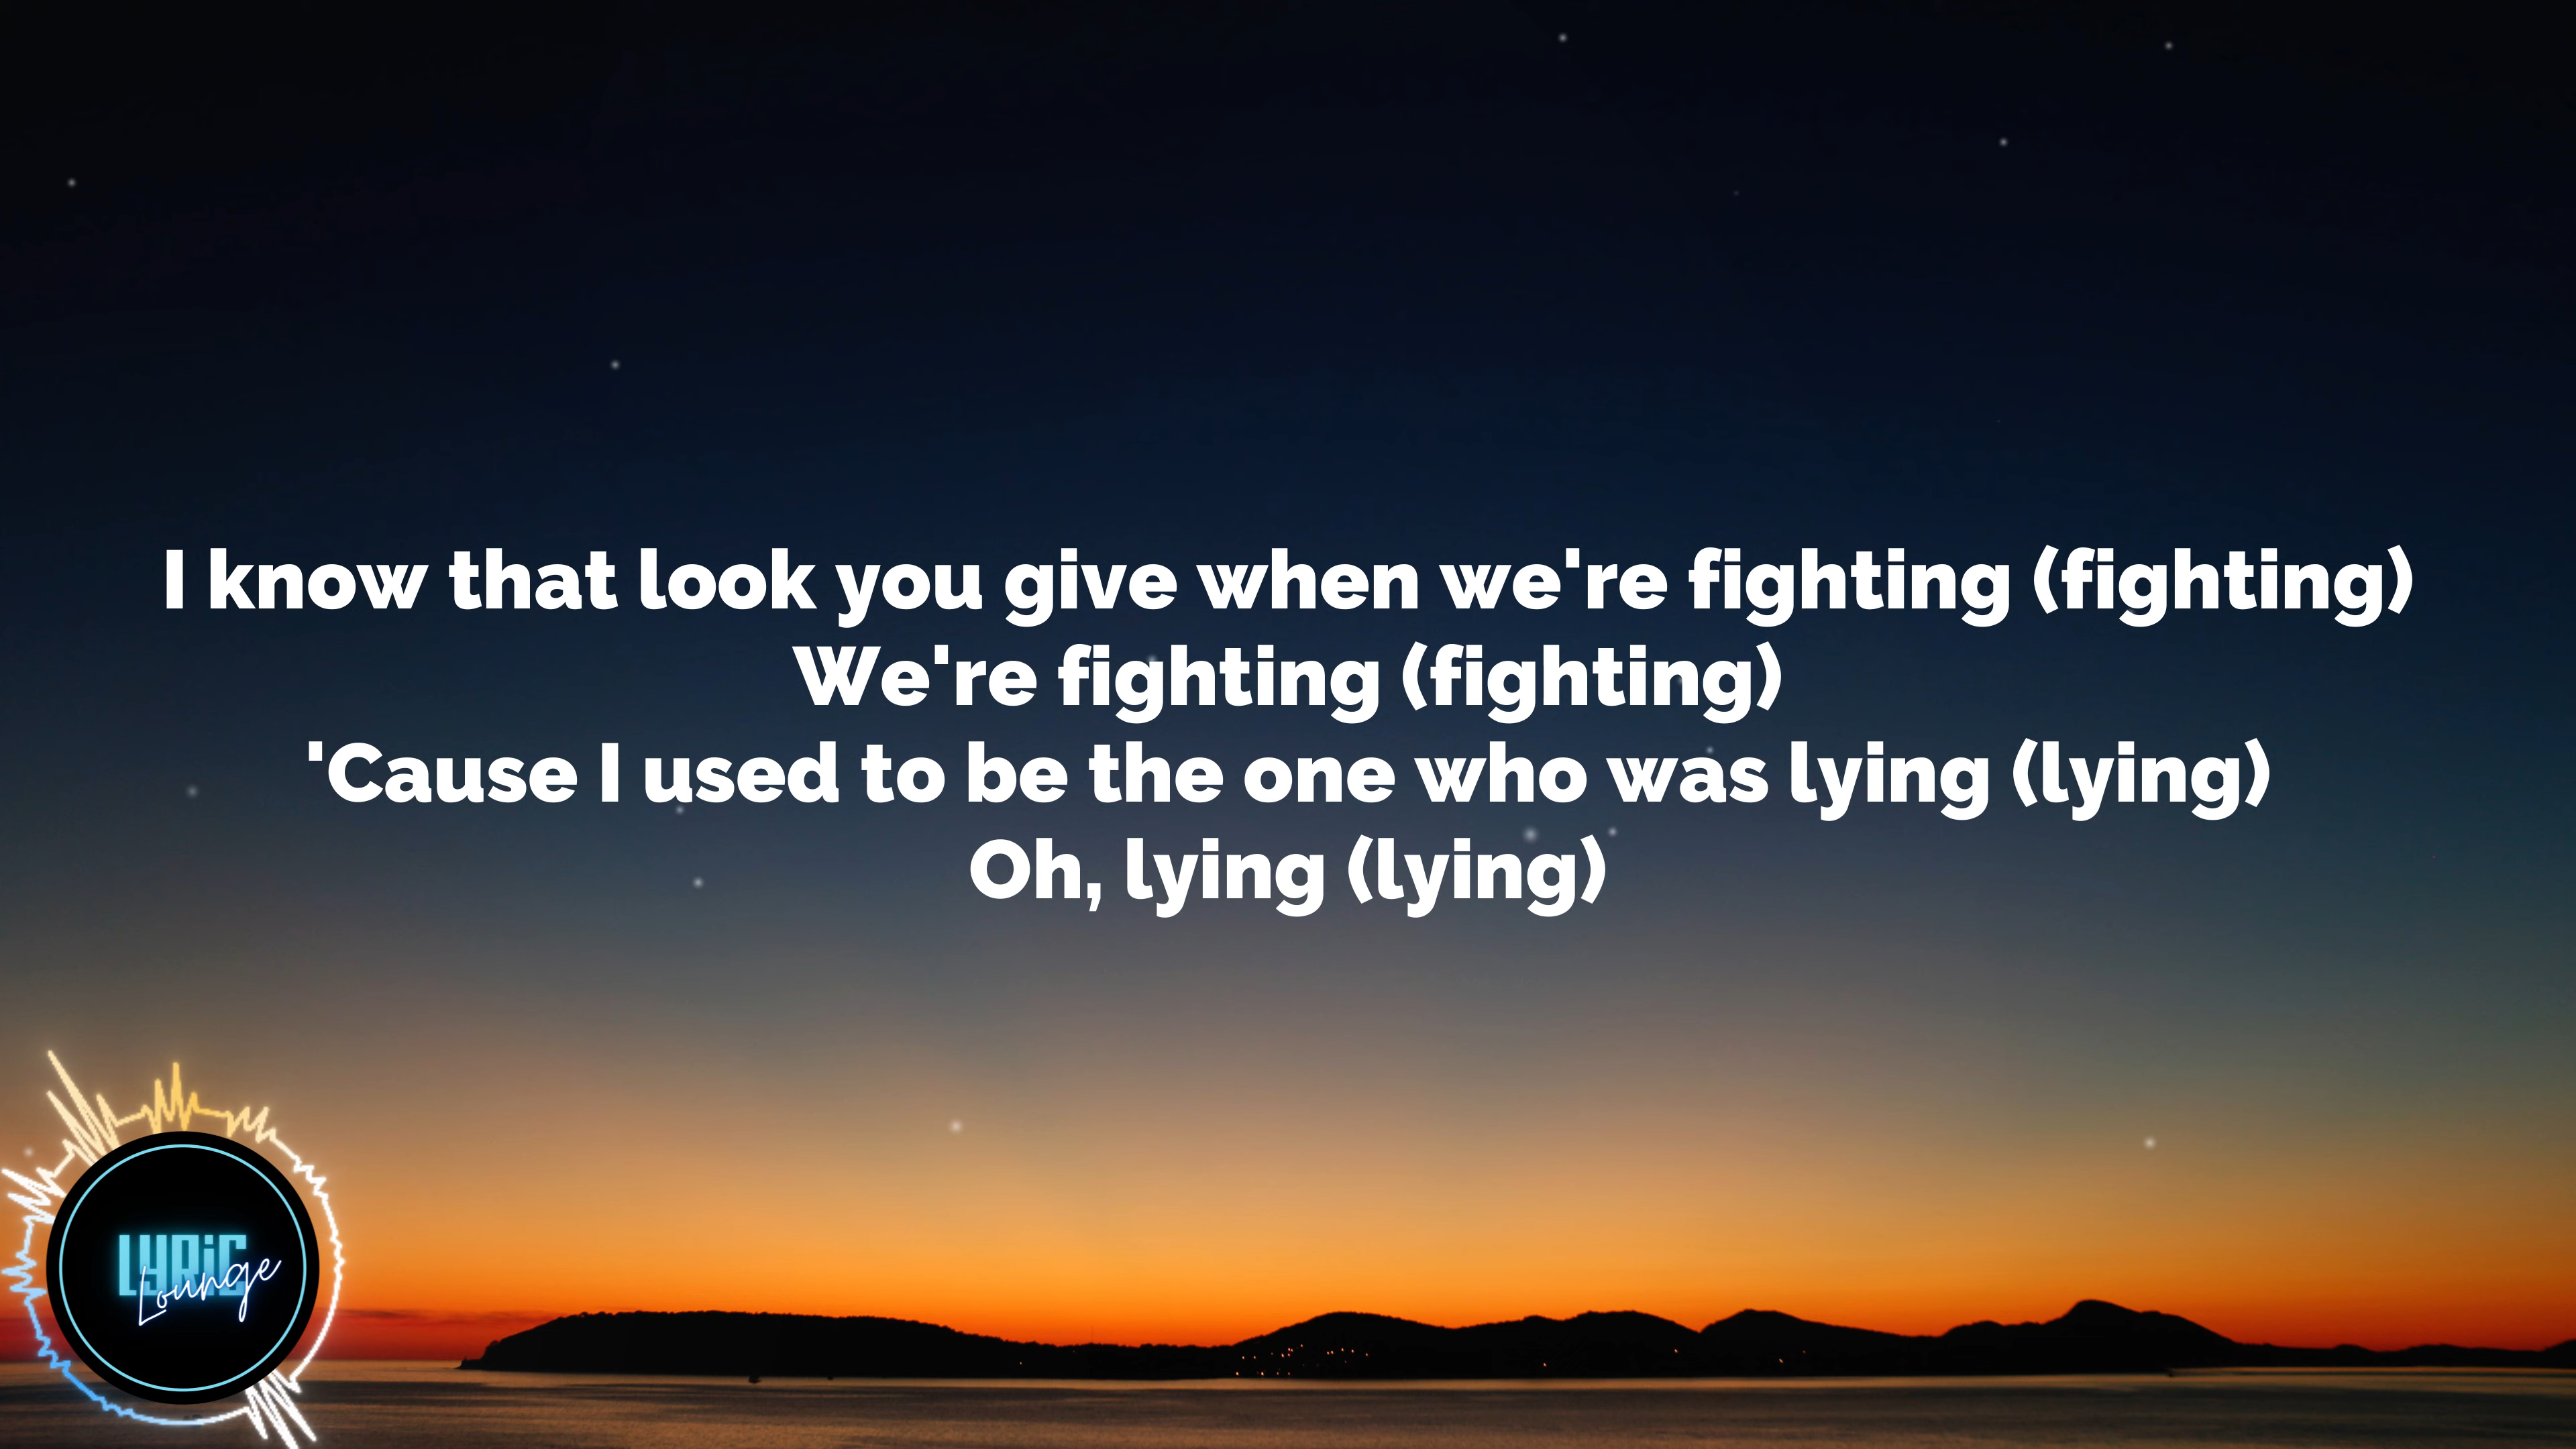 I know that look you give when we're fighting (fighting)
We're fighting (fighting)
'Cause I used to be the one who was lying (lying)
Oh, lying (lying)
LYRiC
Lounge